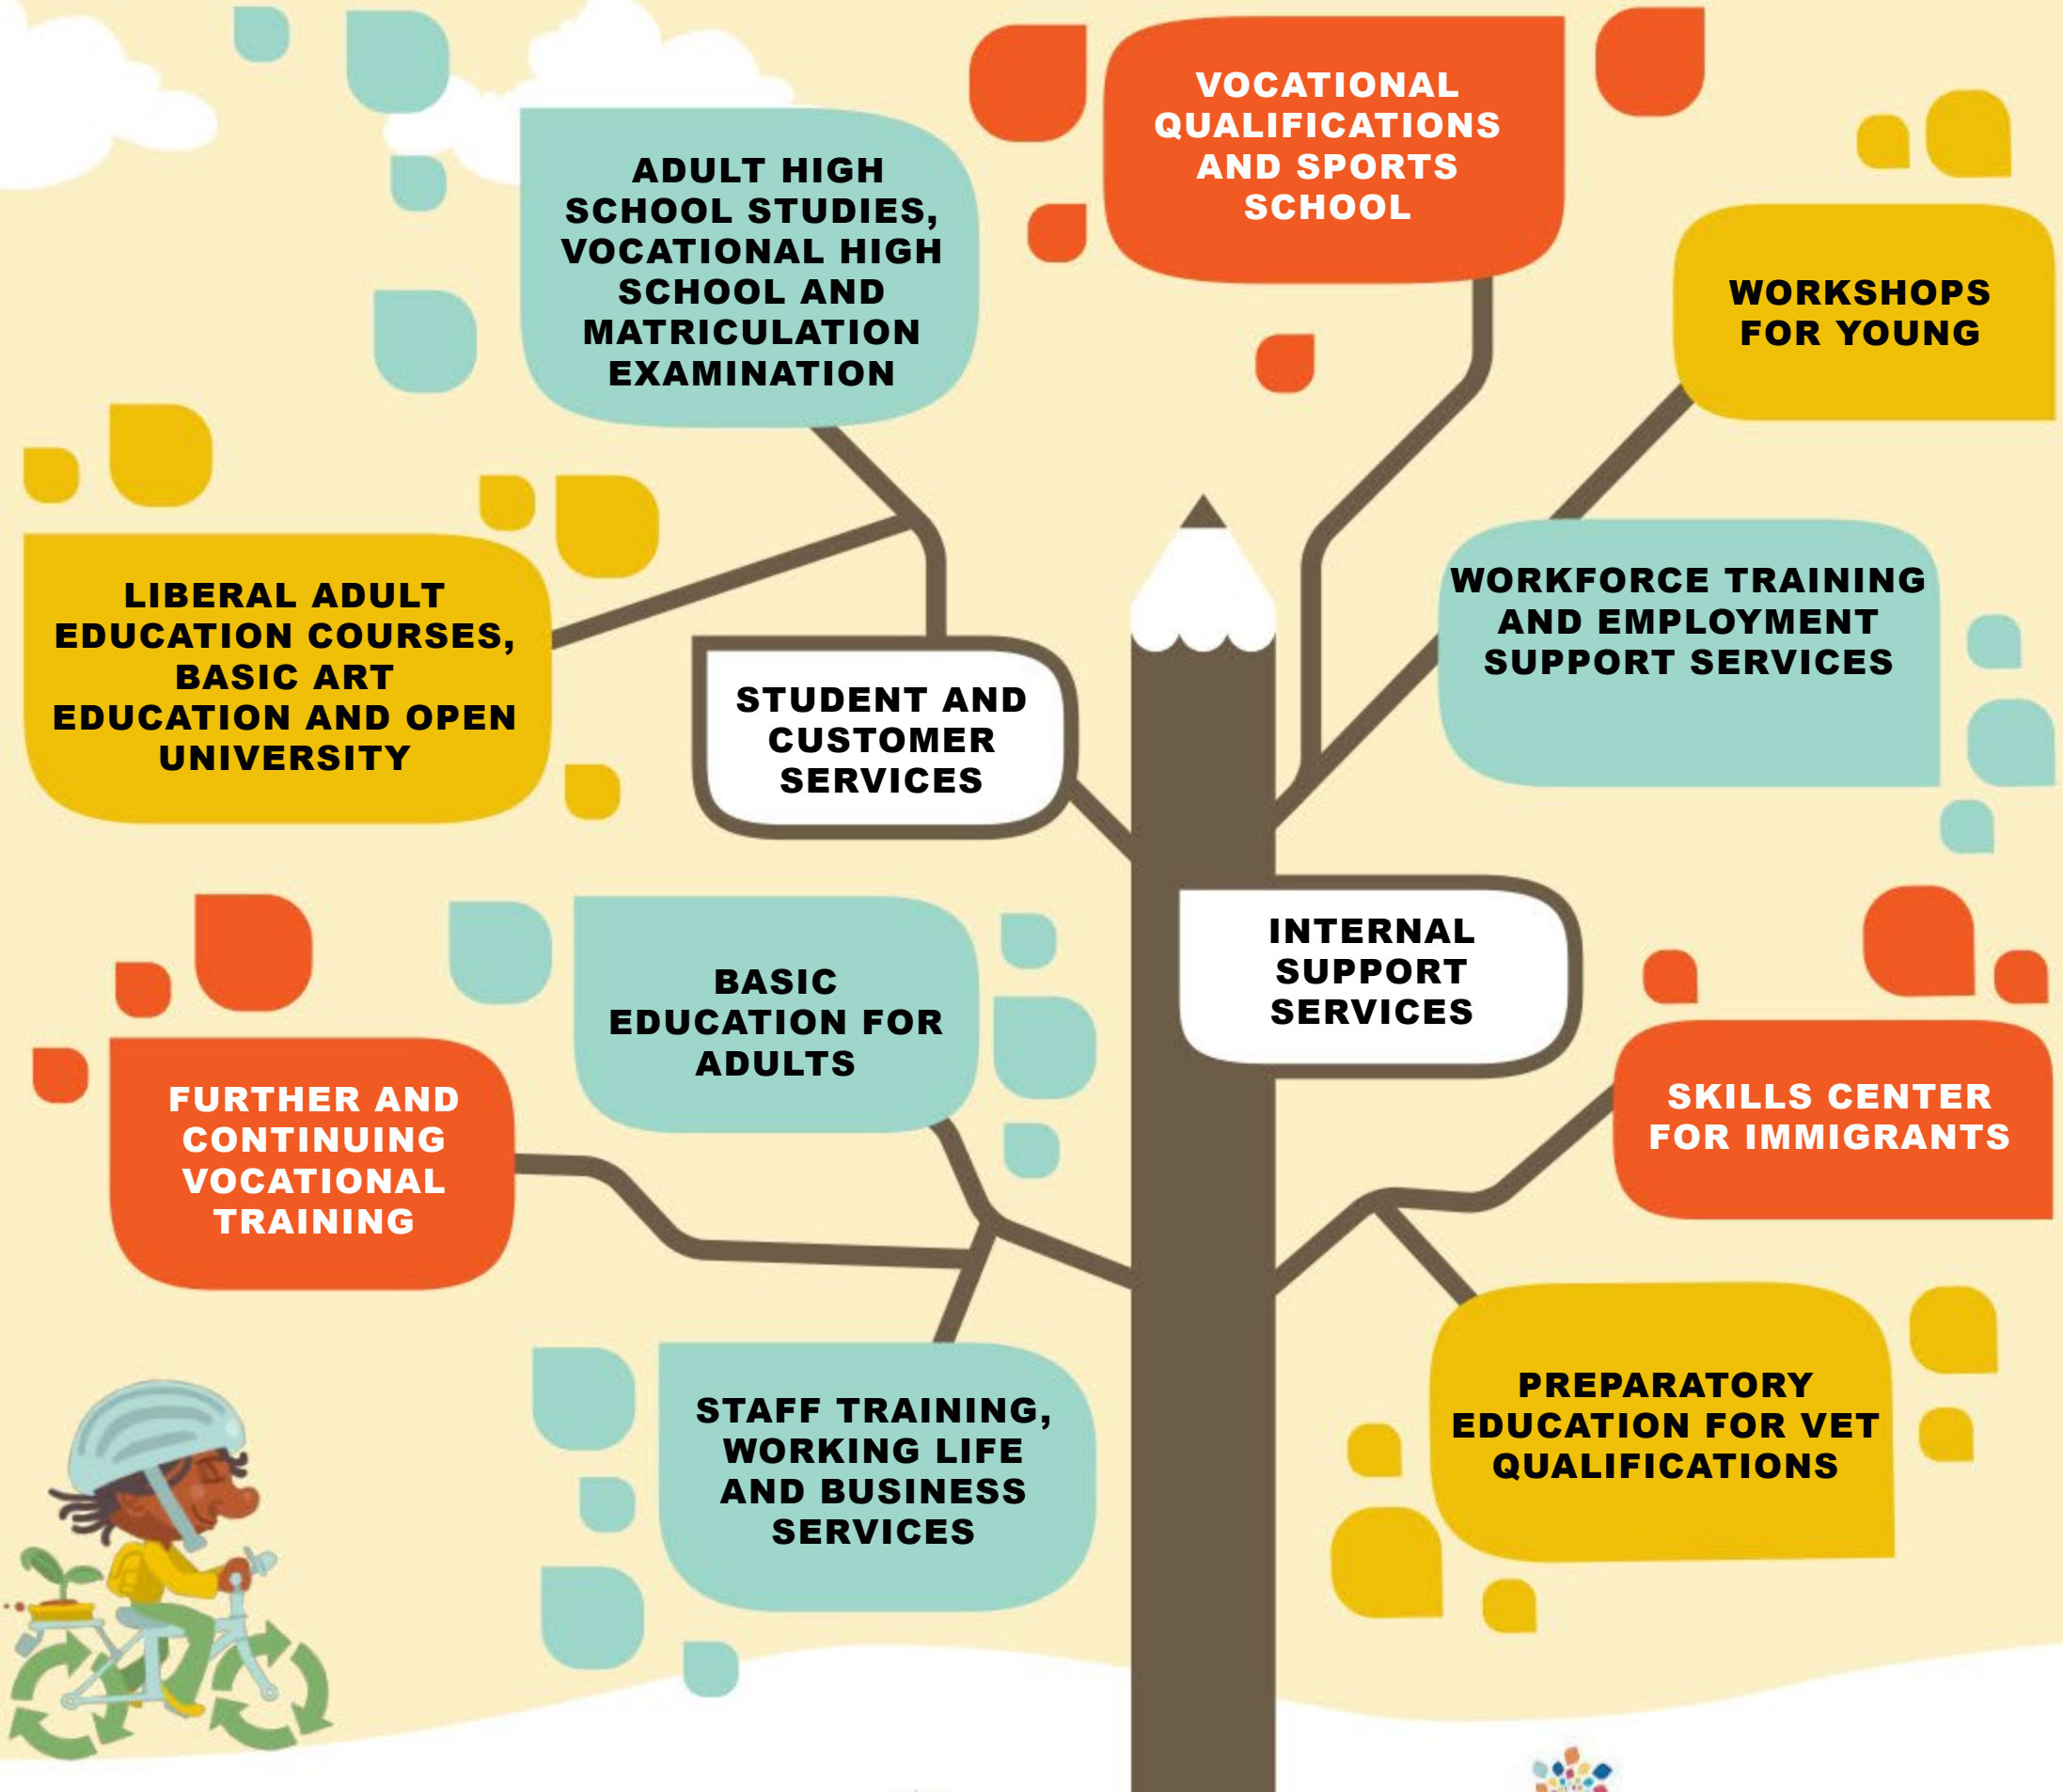 VOCATIONAL
QUALIFICATIONS
AND SPORTS
SCHOOL
ADULT HIGH
SCHOOL STUDIES,
VOCATIONAL HIGH
SCHOOL AND
MATRICULATION
EXAMINATION
WORKSHOPS
FOR YOUNG
LIBERAL ADULT
EDUCATION COURSES,
BASIC ART
EDUCATION AND OPEN
UNIVERSITY
STUDENT AND
CUSTOMER
SERVICES
WORKFORCE TRAINING
AND EMPLOYMENT
SUPPORT SERVICES
BASIC
EDUCATION FOR
ADULTS
INTERNAL
SUPPORT
SERVICES
FURTHER AND
CONTINUING
VOCATIONAL
TRAINING
SKILLS CENTER
FOR IMMIGRANTS
STAFF TRAINING,
WORKING LIFE
AND BUSINESS
SERVICES
PREPARATORY
EDUCATION FOR VET
QUALIFICATIONS